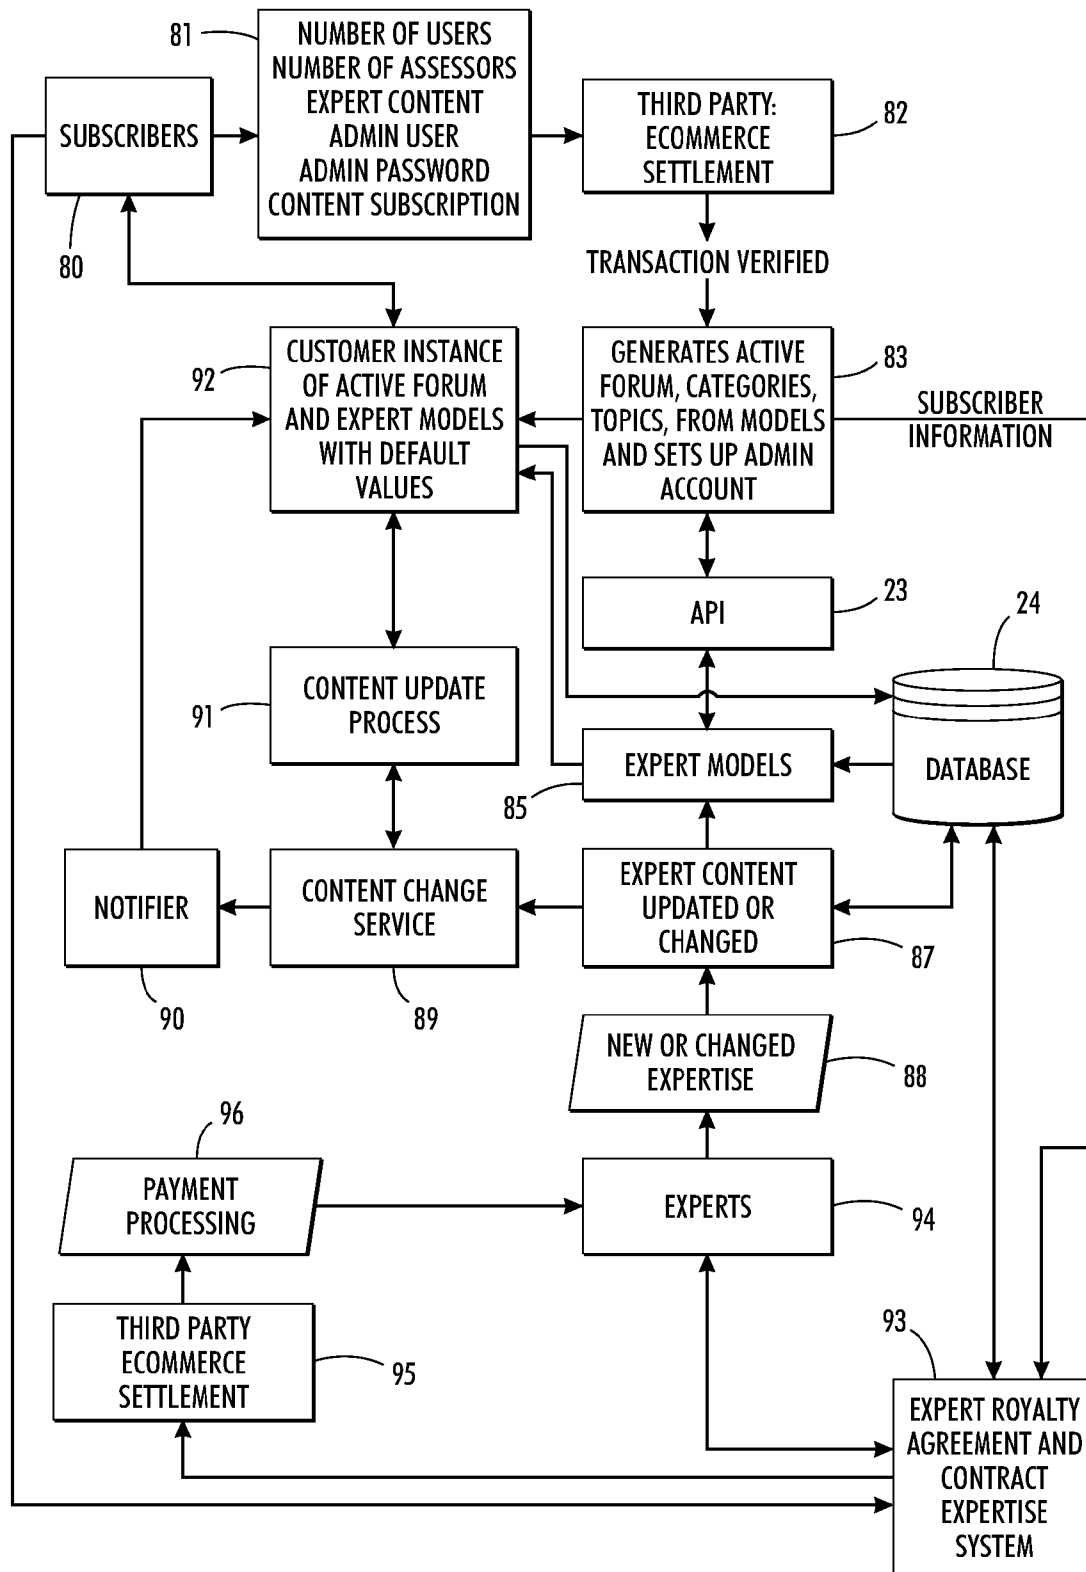 81
NUMBER OF USERS
NUMBER OF ASSESSORS
EXPERT CONTENT
ADMIN USER
ADMIN PASSWORD
CONTENT SUBSCRIPTION
SUBSCRIBERS
80
THIRD PARTY:
ECOMMERCE
SETTLEMENT
82
TRANSACTION VERIFIED
92
CUSTOMER INSTANCE
OF ACTIVE FORUM
AND EXPERT MODELS
WITH DEFAULT
VALUES
GENERATES ACTIVE
FORUM, CATEGORIES,
TOPICS, FROM MODELS
AND SETS UP ADMIN
ACCOUNT
83
SUBSCRIBER
INFORMATION
API
23
24
91
CONTENT UPDATE
PROCESS
EXPERT MODELS
85
DATABASE
NOTIFIER
90
CONTENT CHANGE
SERVICE
89
EXPERT CONTENT
UPDATED OR
CHANGED
87
NEW OR CHANGED
EXPERTISE
88
96
PAYMENT
PROCESSING
EXPERTS
94
THIRD PARTY
ECOMMERCE
SETTLEMENT
95
93
EXPERT ROYALTY
AGREEMENT AND
CONTRACT
EXPERTISE
SYSTEM